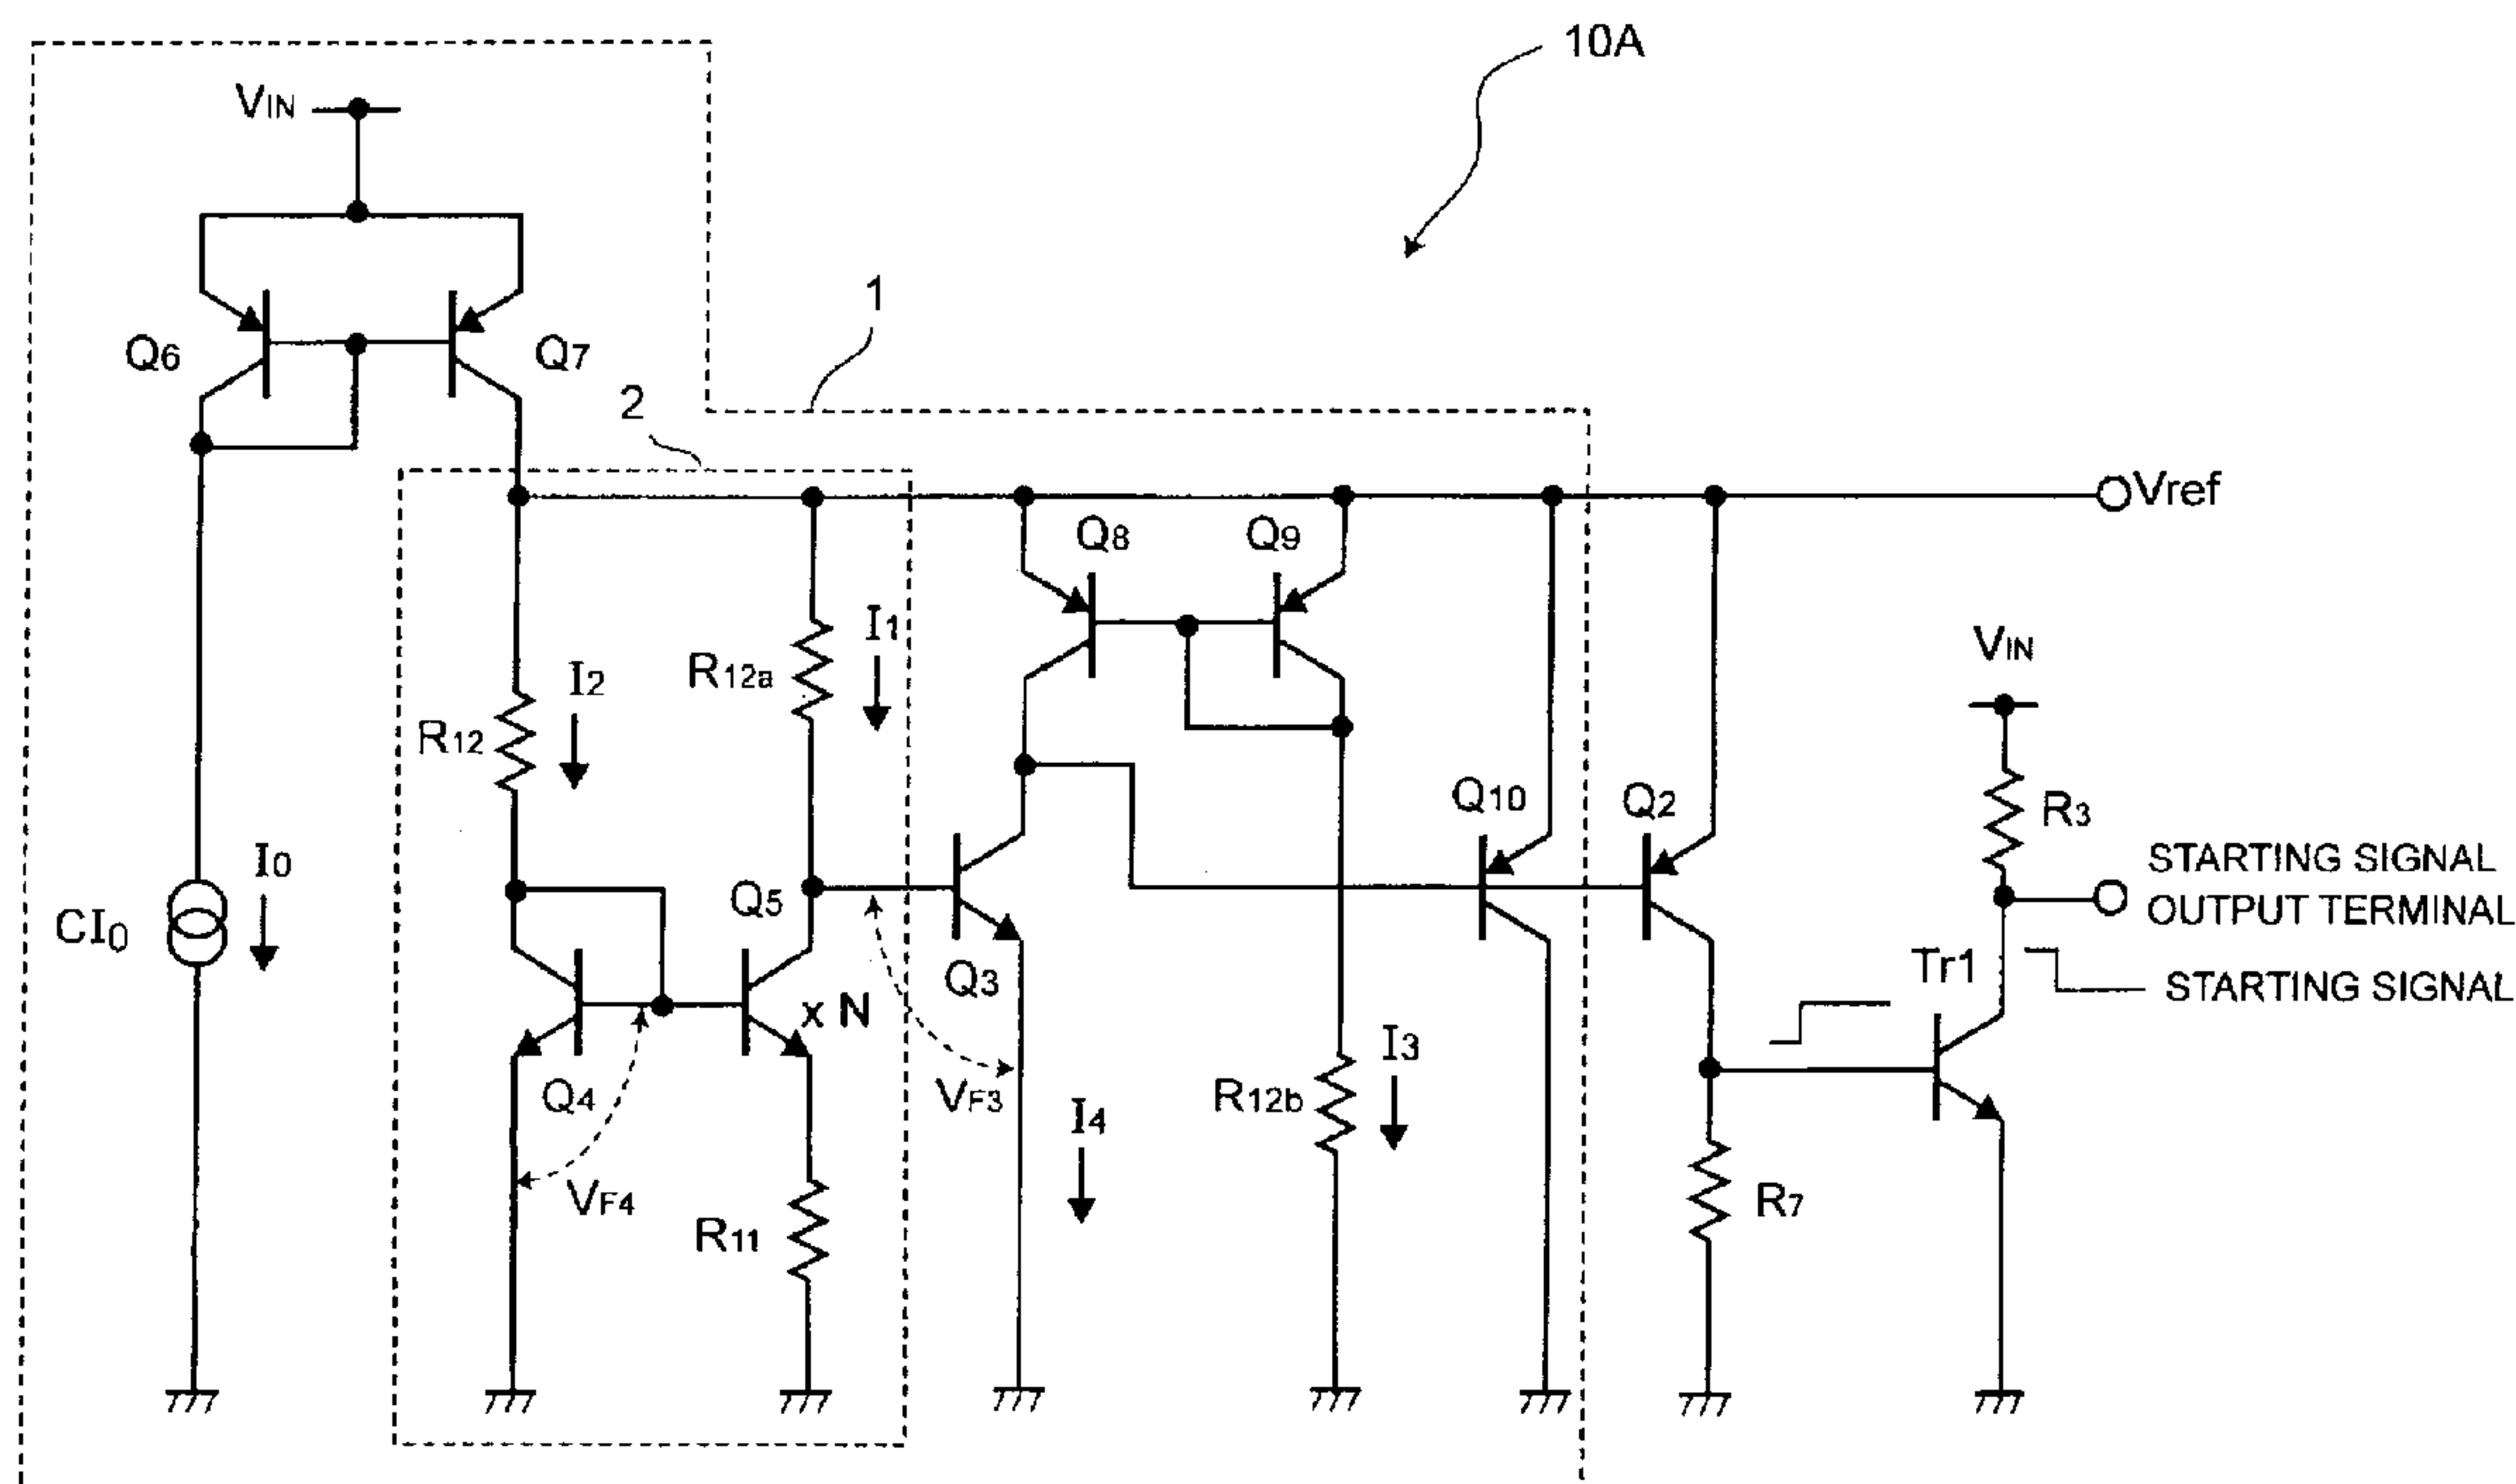 10A
VIN
1
Q6
Q7
2
Vref
Q8
Q9
I1
R12a
I2
R12
VIN
Q10
Q2
R3
I0
STARTING SIGNAL
OUTPUT TERMINAL
CI0
Q5
Q3
Tr1
STARTING SIGNAL
x N
I3
Q4
VF3
R12b
I4
VF4
R7
R11